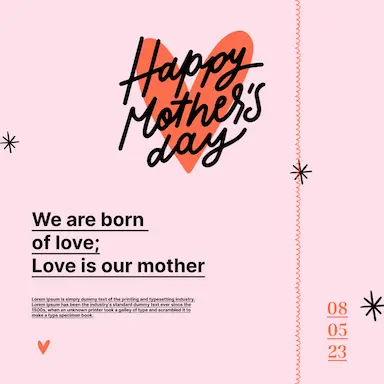 Happy
Mother's
day
We are born
of love;
Love is our mother
Lorem Ipsum is simply dummy text of the printing and typesetting industry.
Lorem Ipsum has been the industry's standard dummy text ever since the
1500s, when an unknown printer took a galley of type and scrambled it to
make a type specimen book.
08
05
23